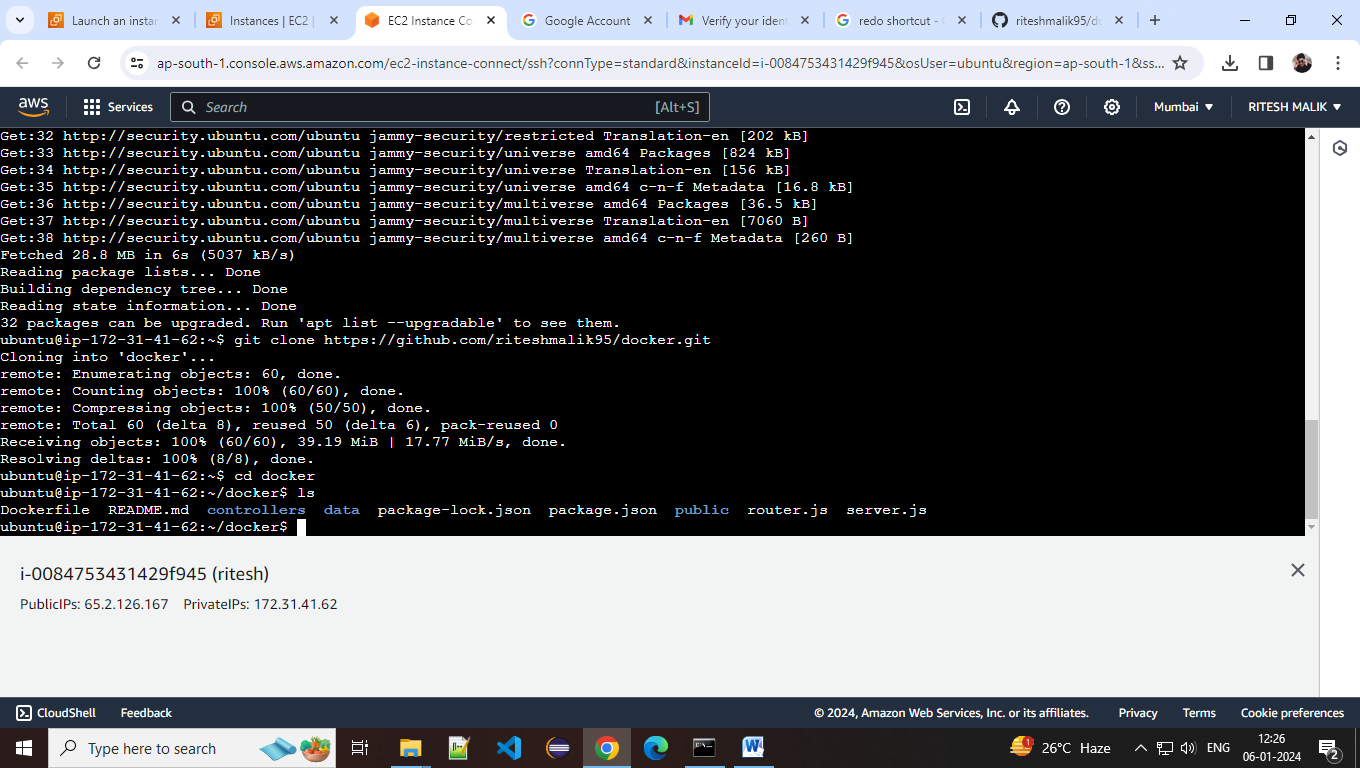 Launch an instan
Instances | EC2 |
EC2 Instance Co
Google Account
Verify your ident
redo shortcut - G
riteshmalik95/do
ap-south-1.console.aws.amazon.com/ec2-instance-connect/ssh?connType=standard&instanceId=i-0084753431429f945&osUser=ubuntu&region=ap-south-1&ss...
aws Services Search [Alt+S] Mumbai RITESH MALIK
Get:32 http://security.ubuntu.com/ubuntu jammy-security/restricted Translation-en [202 kB]
Get:33 http://security.ubuntu.com/ubuntu jammy-security/universe amd64 Packages [824 kB]
Get:34 http://security.ubuntu.com/ubuntu jammy-security/universe Translation-en [156 kB]
Get:35 http://security.ubuntu.com/ubuntu jammy-security/universe amd64 c-n-f Metadata [16.8 kB]
Get:36 http://security.ubuntu.com/ubuntu jammy-security/multiverse amd64 Packages [36.5 kB]
Get:37 http://security.ubuntu.com/ubuntu jammy-security/multiverse Translation-en [7060 B]
Get:38 http://security.ubuntu.com/ubuntu jammy-security/multiverse amd64 c-n-f Metadata [260 B]
Fetched 28.8 MB in 6s (5037 kB/s)
Reading package lists... Done
Building dependency tree... Done
Reading state information... Done
32 packages can be upgraded. Run 'apt list --upgradable' to see them.
ubuntu@ip-172-31-41-62:~$ git clone https://github.com/riteshmalik95/docker.git
Cloning into 'docker'...
remote: Enumerating objects: 60, done.
remote: Counting objects: 100% (60/60), done.
remote: Compressing objects: 100% (50/50), done.
remote: Total 60 (delta 8), reused 50 (delta 6), pack-reused 0
Receiving objects: 100% (60/60), 39.19 MiB | 17.77 MiB/s, done.
Resolving deltas: 100% (8/8), done.
ubuntu@ip-172-31-41-62:~$ cd docker
ubuntu@ip-172-31-41-62:~/docker$ ls
Dockerfile README.md controllers data package-lock.json package.json public router.js server.js
ubuntu@ip-172-31-41-62:~/docker$
i-0084753431429f945 (ritesh)
PublicIPs: 65.2.126.167 PrivateIPs: 172.31.41.62
CloudShell Feedback © 2024, Amazon Web Services, Inc. or its affiliates. Privacy Terms Cookie preferences
Type here to search 26°C Haze ENG 12:26
06-01-2024 2